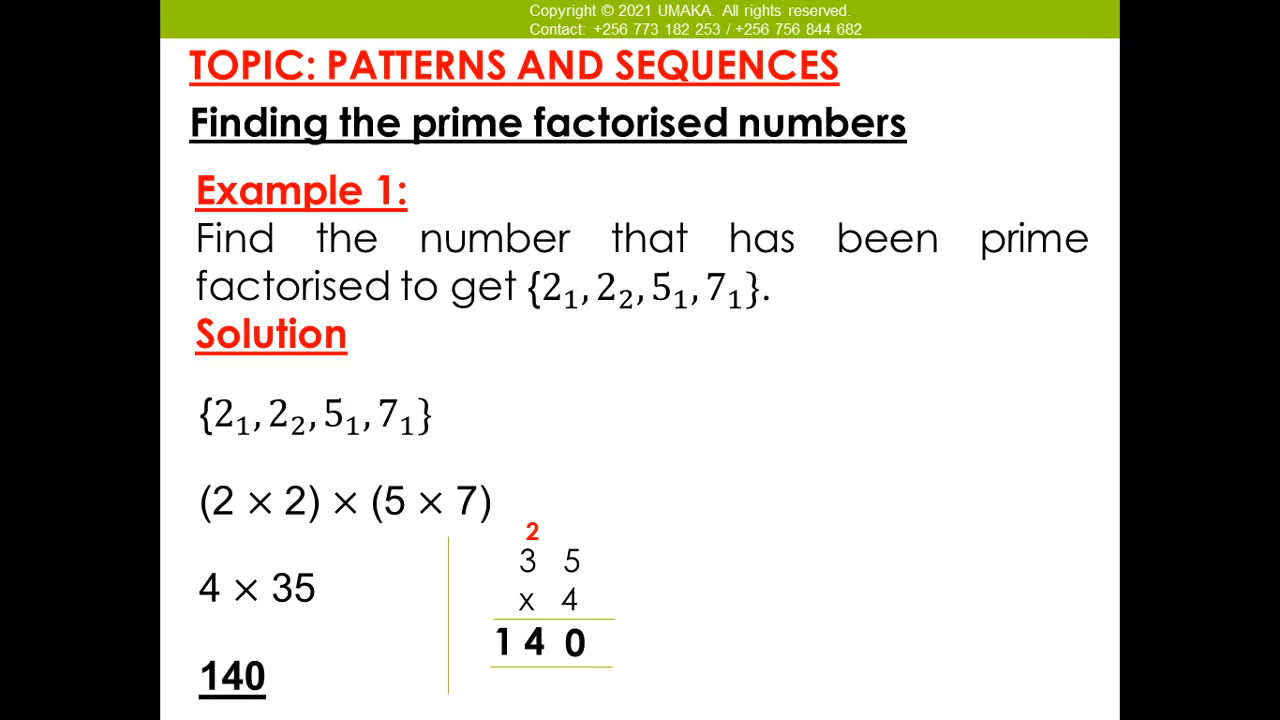 Copyright © 2021 UMAKA. All rights reserved.
Contact: +256 773 182 253 / +256 756 844 682
TOPIC: PATTERNS AND SEQUENCES
Finding the prime factorised numbers
Example 1:
Find the number that has been prime
factorised to get {2₁, 2₂, 5₁, 7₁}.
Solution
{2₁, 2₂, 5₁, 7₁}
(2 × 2) × (5 × 7)
4 × 35
140
2
3 5
x 4
1 4 0